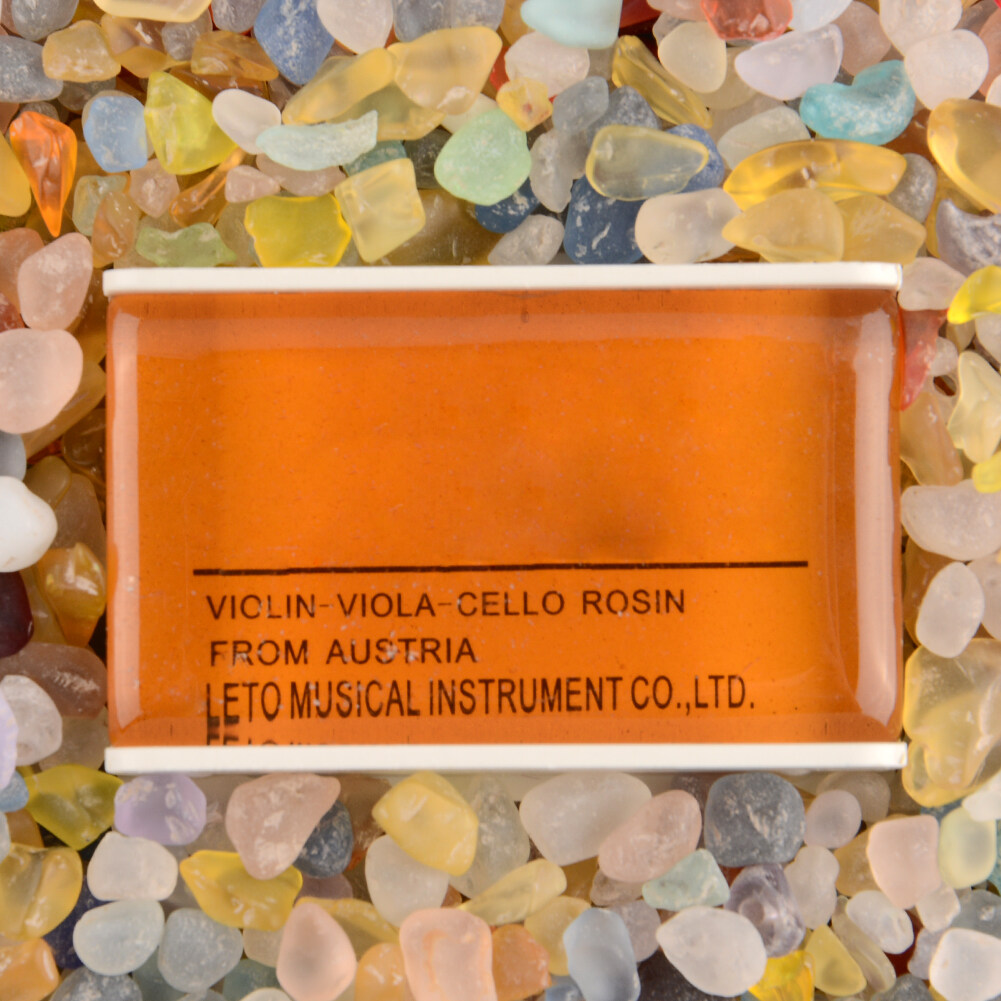 VIOLIN-VIOLA-CELLO ROSIN
FROM AUSTRIA
LETO MUSICAL INSTRUMENT CO.,LTD.